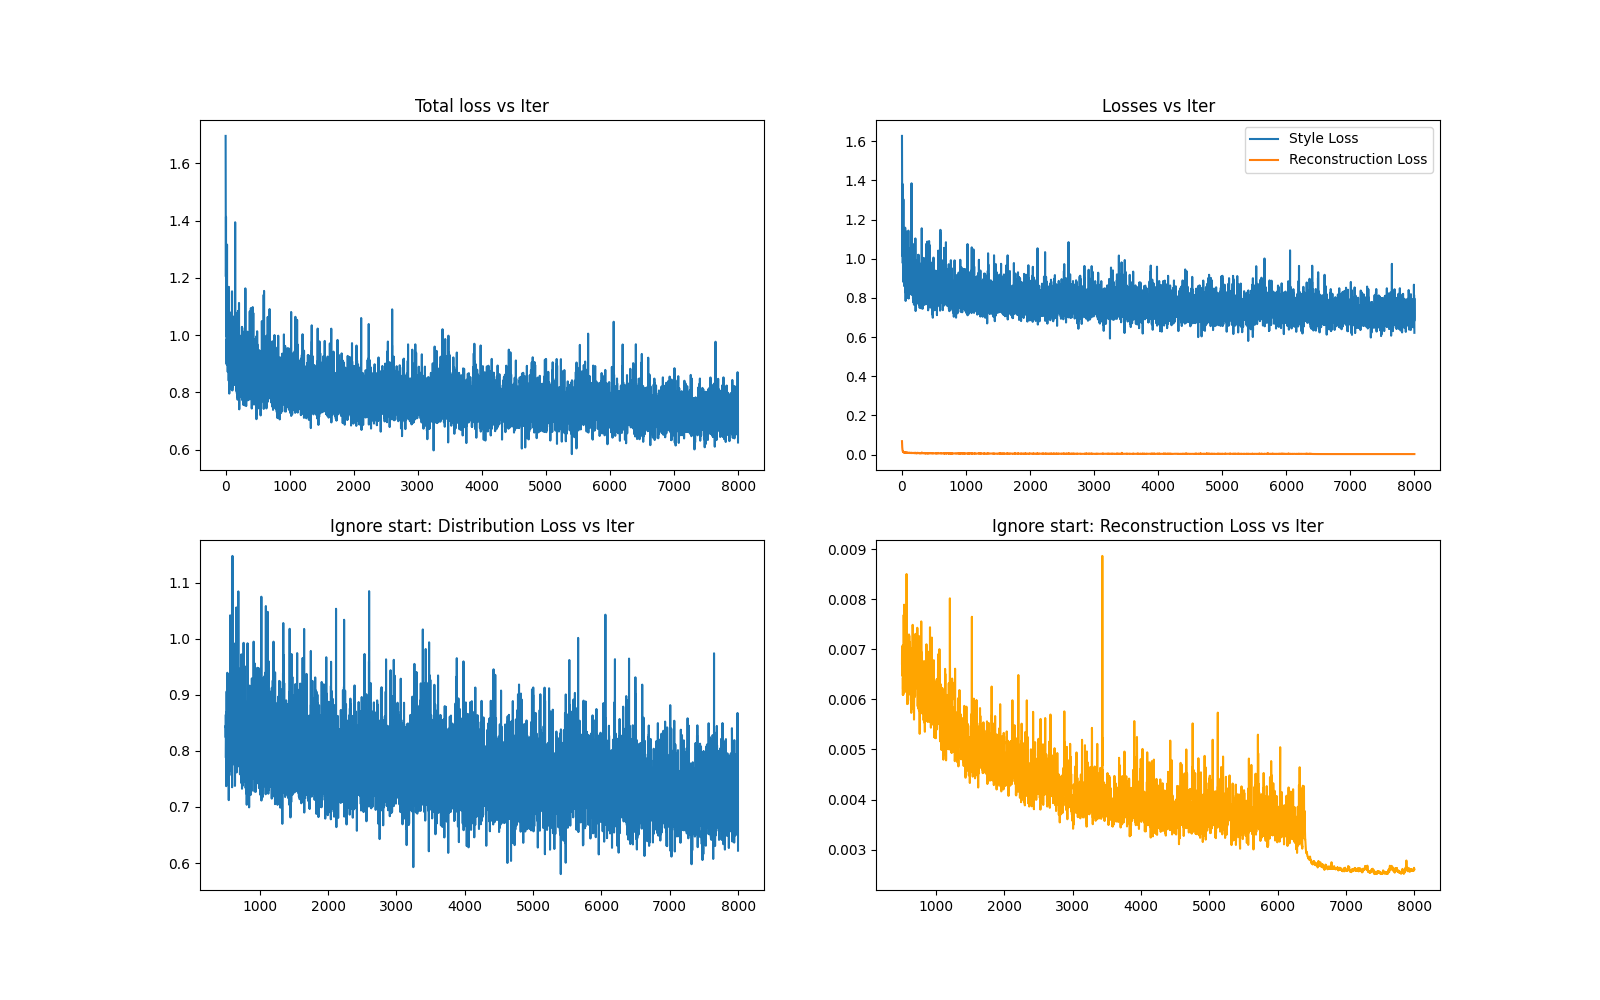 Total loss vs Iter
1.6
1.4
1.2
1.0
0.8
0.6
0 1000 2000 3000 4000 5000 6000 7000 8000
Losses vs Iter
Style Loss
Reconstruction Loss
1.6
1.4
1.2
1.0
0.8
0.6
0.4
0.2
0.0
0 1000 2000 3000 4000 5000 6000 7000 8000
Ignore start: Distribution Loss vs Iter
1.1
1.0
0.9
0.8
0.7
0.6
1000 2000 3000 4000 5000 6000 7000 8000
Ignore start: Reconstruction Loss vs Iter
0.009
0.008
0.007
0.006
0.005
0.004
0.003
1000 2000 3000 4000 5000 6000 7000 8000